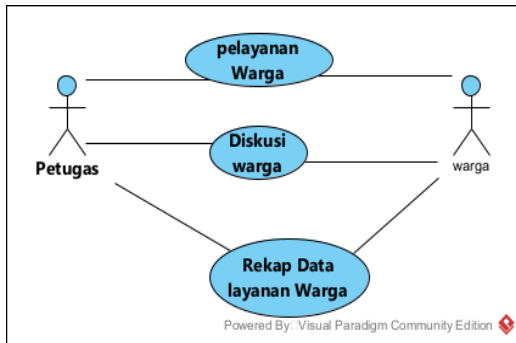 pelayanan
Warga
Diskusi
warga
Petugas
warga
Rekap Data
layanan Warga
Powered By Visual Paradigm Community Edition